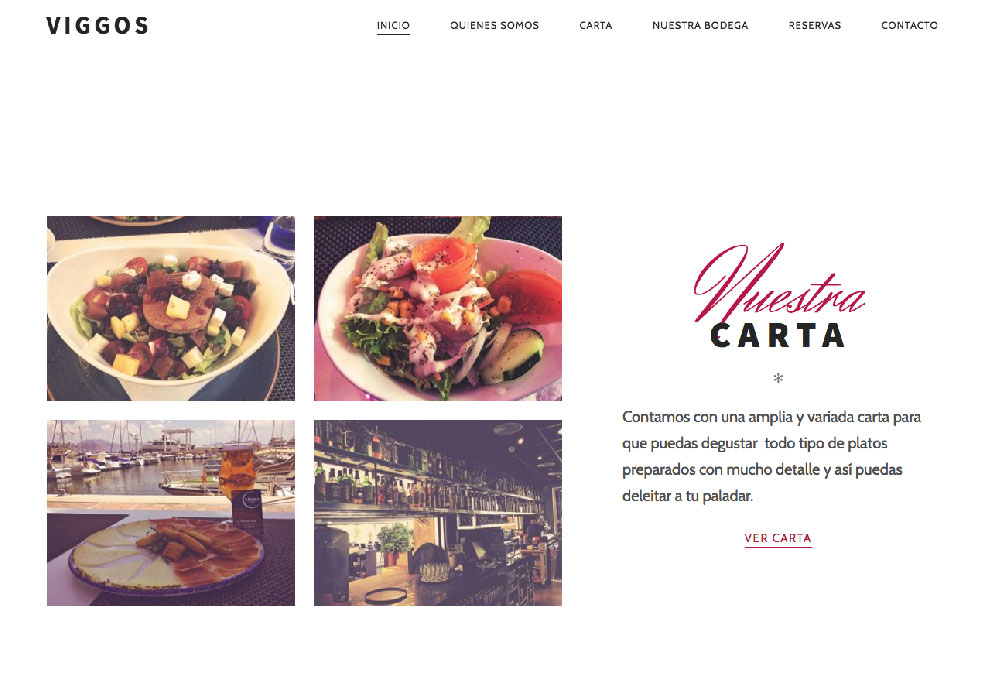 VIGGOS
INICIO QUIENES SOMOS CARTA NUESTRA BODEGA RESERVAS CONTACTO
Nuestra
CARTA
*
Contamos con una amplia y variada carta para
que puedas degustar todo tipo de platos
preparados con mucho detalle y así puedas
deleitar a tu paladar.
VER CARTA